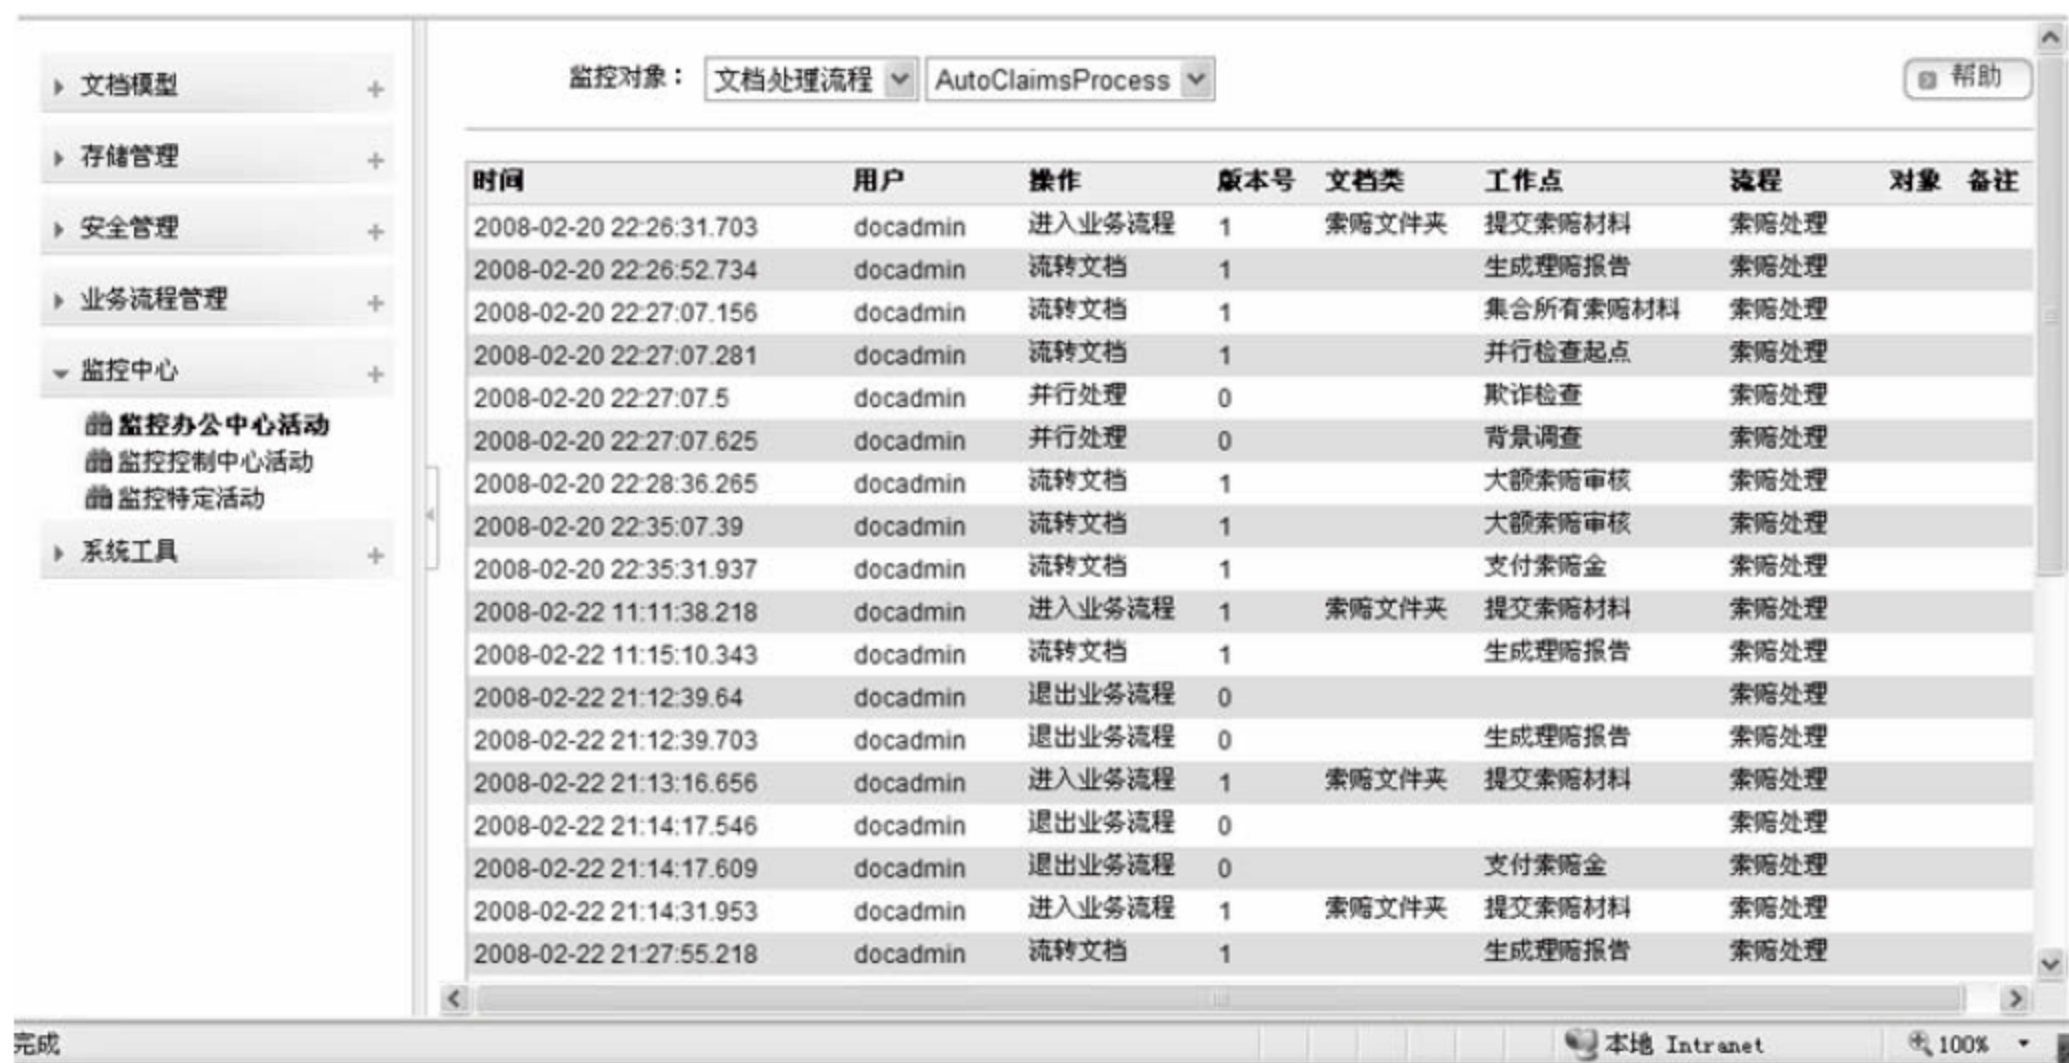 监控对象： 文档处理流程 AutoClaimsProcess 帮助
文档模型
存储管理
安全管理
业务流程管理
监控中心
监控办公中心活动
监控控制中心活动
监控特定活动
系统工具
时间 用户 操作 版本号 文档类 工作点 流程 对象 备注
2008-02-20 22:26:31.703 docadmin 进入业务流程 1 索赔文件夹 提交索赔材料 索赔处理
2008-02-20 22:26:52.734 docadmin 流转文档 1 生成理赔报告 索赔处理
2008-02-20 22:27:07.156 docadmin 流转文档 1 集合所有索赔材料 索赔处理
2008-02-20 22:27:07.281 docadmin 流转文档 1 并行检查起点 索赔处理
2008-02-20 22:27:07.5 docadmin 并行处理 0 欺诈检查 索赔处理
2008-02-20 22:27:07.625 docadmin 并行处理 0 背景调查 索赔处理
2008-02-20 22:28:36.265 docadmin 流转文档 1 大额索赔审核 索赔处理
2008-02-20 22:35:07.39 docadmin 流转文档 1 大额索赔审核 索赔处理
2008-02-20 22:35:31.937 docadmin 流转文档 1 支付索赔金 索赔处理
2008-02-22 11:11:38.218 docadmin 进入业务流程 1 索赔文件夹 提交索赔材料 索赔处理
2008-02-22 11:15:10.343 docadmin 流转文档 1 生成理赔报告 索赔处理
2008-02-22 21:12:39.64 docadmin 退出业务流程 0 索赔处理
2008-02-22 21:12:39.703 docadmin 退出业务流程 0 生成理赔报告 索赔处理
2008-02-22 21:13:16.656 docadmin 进入业务流程 1 索赔文件夹 提交索赔材料 索赔处理
2008-02-22 21:14:17.546 docadmin 退出业务流程 0 索赔处理
2008-02-22 21:14:17.609 docadmin 退出业务流程 0 支付索赔金 索赔处理
2008-02-22 21:14:31.953 docadmin 进入业务流程 1 索赔文件夹 提交索赔材料 索赔处理
2008-02-22 21:27:55.218 docadmin 流转文档 1 生成理赔报告 索赔处理
完成 本地 Intranet 100%